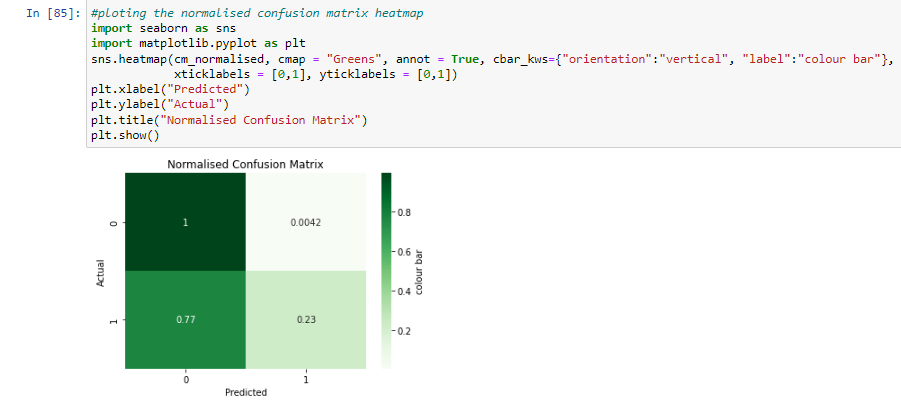 In [85]: #ploting the normalised confusion matrix heatmap
import seaborn as sns
import matplotlib.pyplot as plt
sns.heatmap(cm_normalised, cmap = "Greens", annot = True, cbar_kws={"orientation":"vertical", "label":"colour bar"},
xticklabels = [0,1], yticklabels = [0,1])
plt.xlabel("Predicted")
plt.ylabel("Actual")
plt.title("Normalised Confusion Matrix")
plt.show()
Normalised Confusion Matrix
Actual
0
1
1
0.0042
0.77
0.23
0
1
Predicted
0.8
0.6
0.4
0.2
colour bar